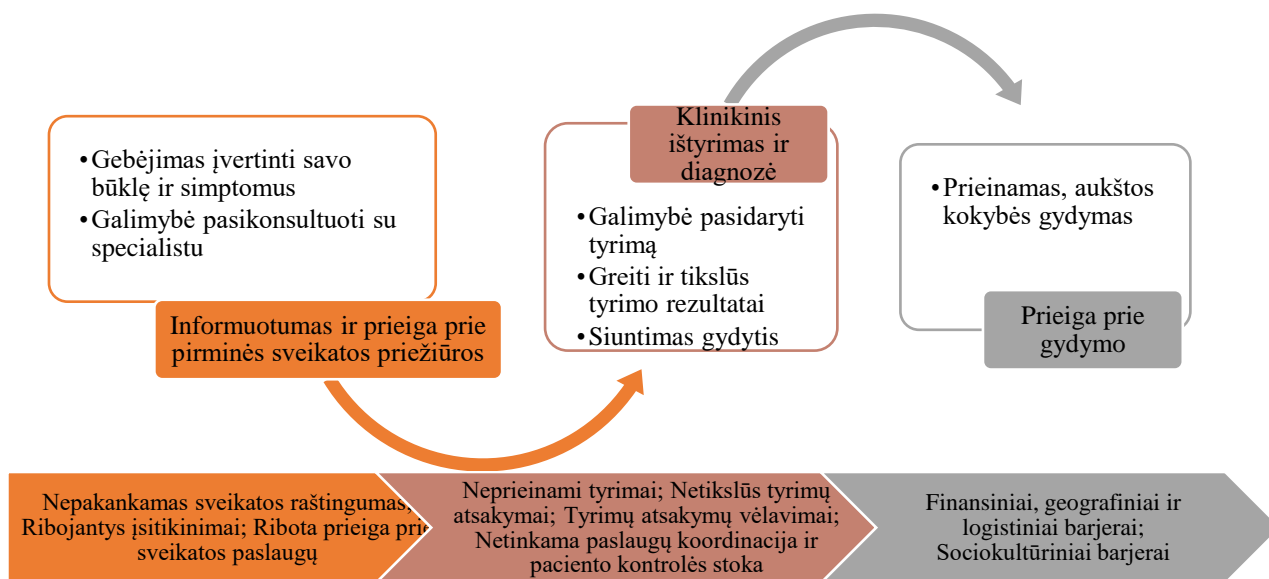 •Gebėjimas įvertinti savo
būklę ir simptomus
•Galimybė pasikonsultuoti su
specialistu
Informuotumas ir prieiga prie
pirminės sveikatos priežiūros
Klinikinis
ištyrimas ir
diagnozė
•Galimybė pasidaryti
tyrimą
•Greiti ir tikslūs
tyrimo rezultatai
•Siuntimas gydytis
•Prieinamas, aukštos
kokybės gydymas
Prieiga prie
gydymo
Nepakankamas sveikatos raštingumas;
Ribojantys įsitikinimai; Ribota prieiga prie
sveikatos paslaugų
Neprieinami tyrimai; Netikslūs tyrimų
atsakymai; Tyrimų atsakymų vėlavimai;
Netinkama paslaugų koordinacija ir
paciento kontrolės stoka
Finansiniai, geografiniai ir
logistiniai barjerai;
Sociokultūriniai barjerai